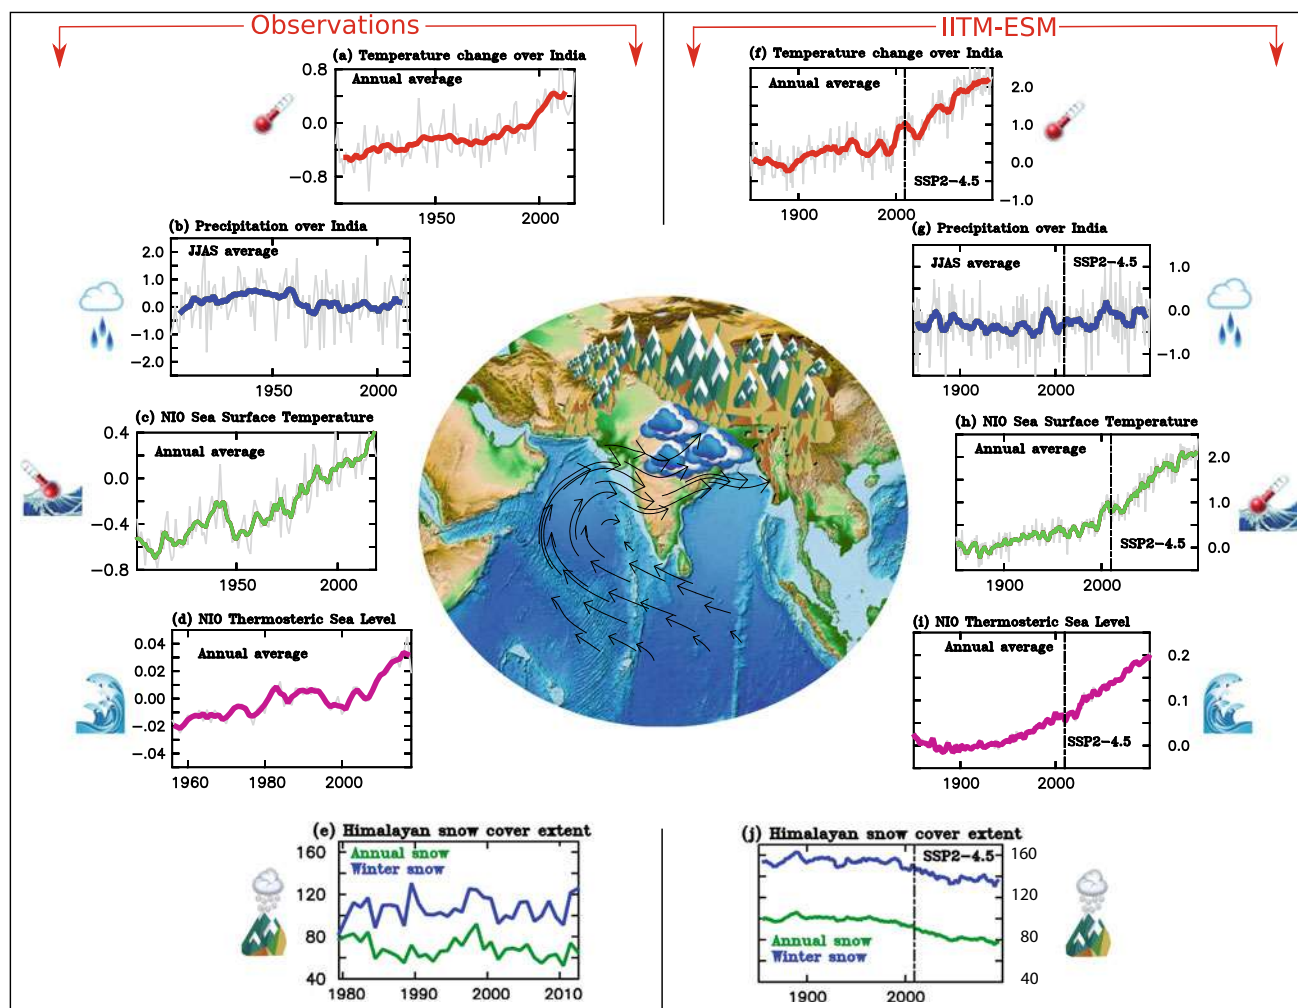 Observations
IITM-ESM
(a) Temperature change over India
Annual average
0.8
0.0
−0.8
1950
2000
(f) Temperature change over India
Annual average
SSP2−4.5
2.0
1.0
0.0
−1.0
1900
2000
(b) Precipitation over India
JJAS average
2.0
1.0
0.0
−1.0
−2.0
1950
2000
(g) Precipitation over India
JJAS average
SSP2−4.5
1.0
0.0
−1.0
1900
2000
(c) NIO Sea Surface Temperature
Annual average
0.4
0.0
−0.4
−0.8
1950
2000
(h) NIO Sea Surface Temperature
Annual average
SSP2−4.5
2.0
1.0
0.0
1900
2000
(d) NIO Thermosteric Sea Level
Annual average
0.04
0.02
0.00
−0.02
−.04
1960
1980
2000
(i) NIO Thermosteric Sea Level
Annual average
SSP2−4.5
0.2
0.1
0.0
1900
2000
(e) Himalayan snow cover extent
Annual snow
Winter snow
160
120
80
40
1980
1990
2000
2010
(j) Himalayan snow cover extent
SSP2−4.5
Annual snow
Winter snow
160
120
80
40
1900
2000